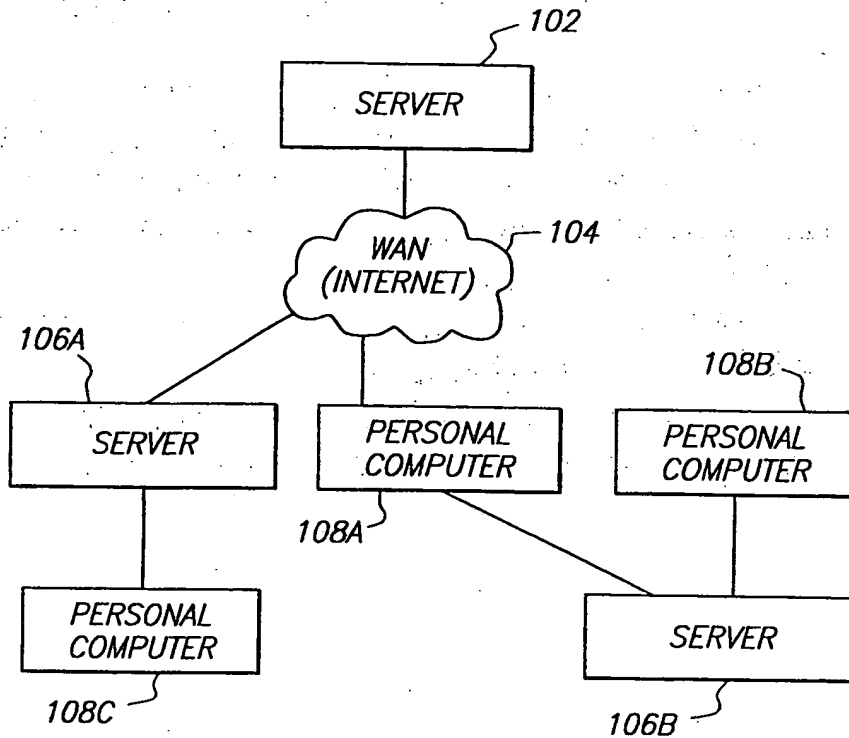 102
SERVER
WAN
(INTERNET)
104
106A
SERVER
PERSONAL
COMPUTER
108A
108B
PERSONAL
COMPUTER
PERSONAL
COMPUTER
108C
SERVER
106B